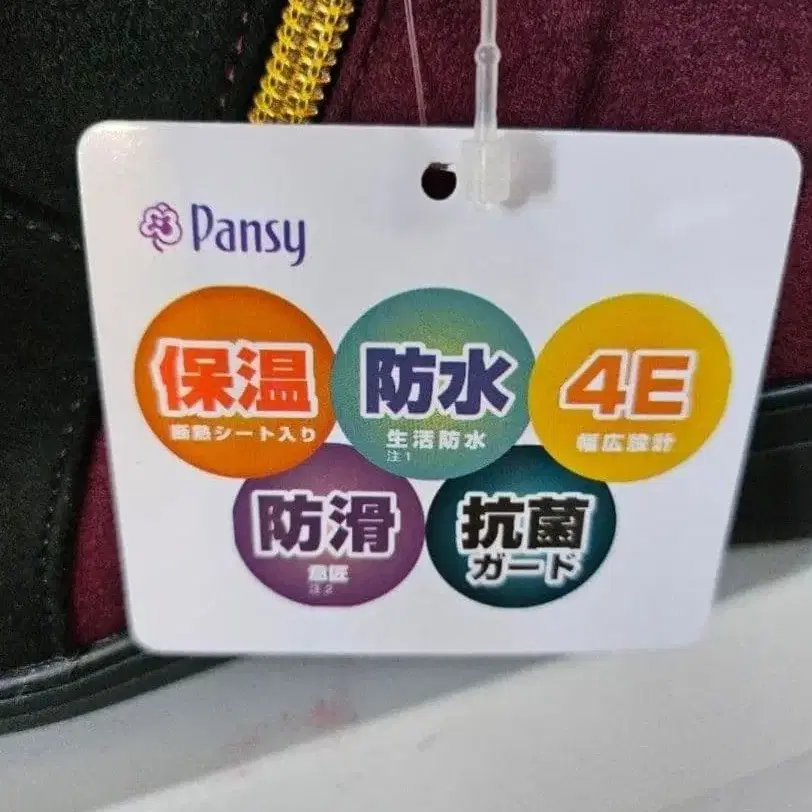 Pansy
保温
断熱シート入り
防水
生活防水
注1
4E
幅広設計
防滑
意匠
注2
抗菌
ガード